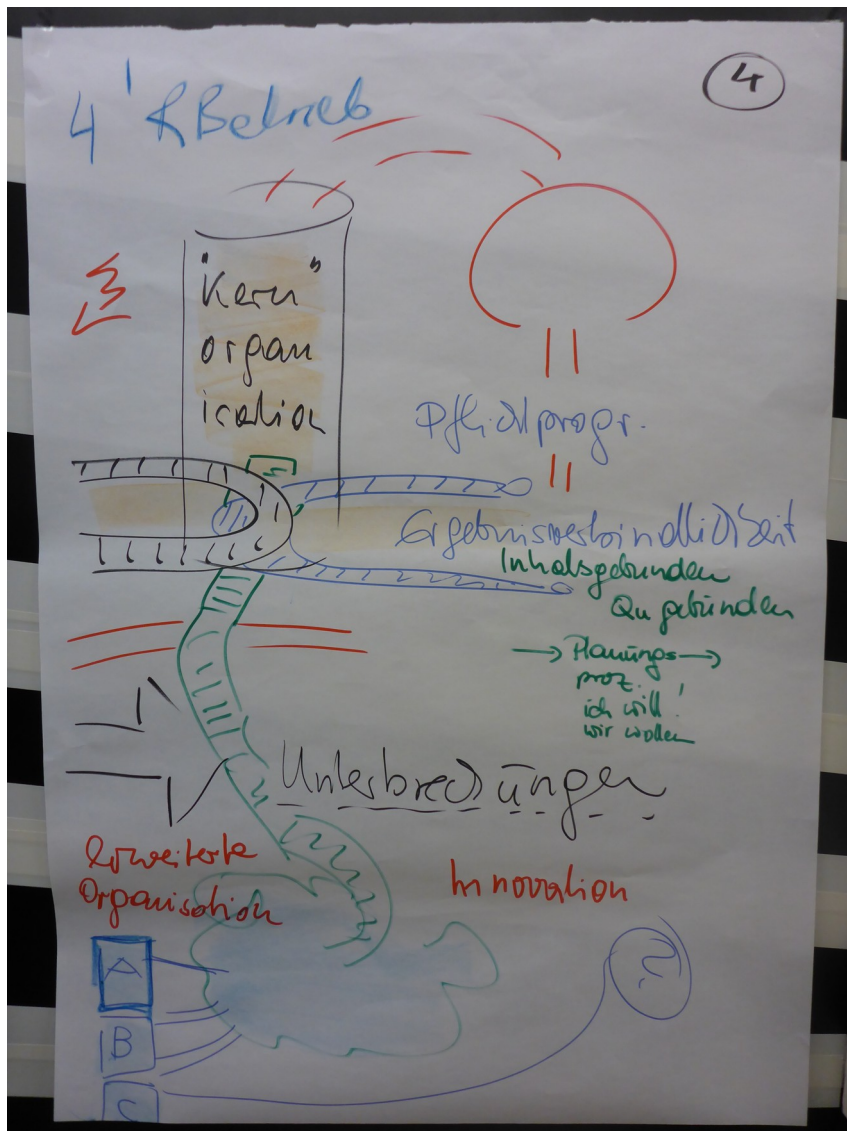 4
4' RBetrieb
"Kern"
organ
isation
Pflichtprogr.
Ergebnisverbindlichkeit
Inhaltsgebunden
Qu gebunden
→ Planungs →
proz.
ich will!
wir wollen
Unterbrechungen
Erweiterte
Organisation
Innovation
A
B
C
?